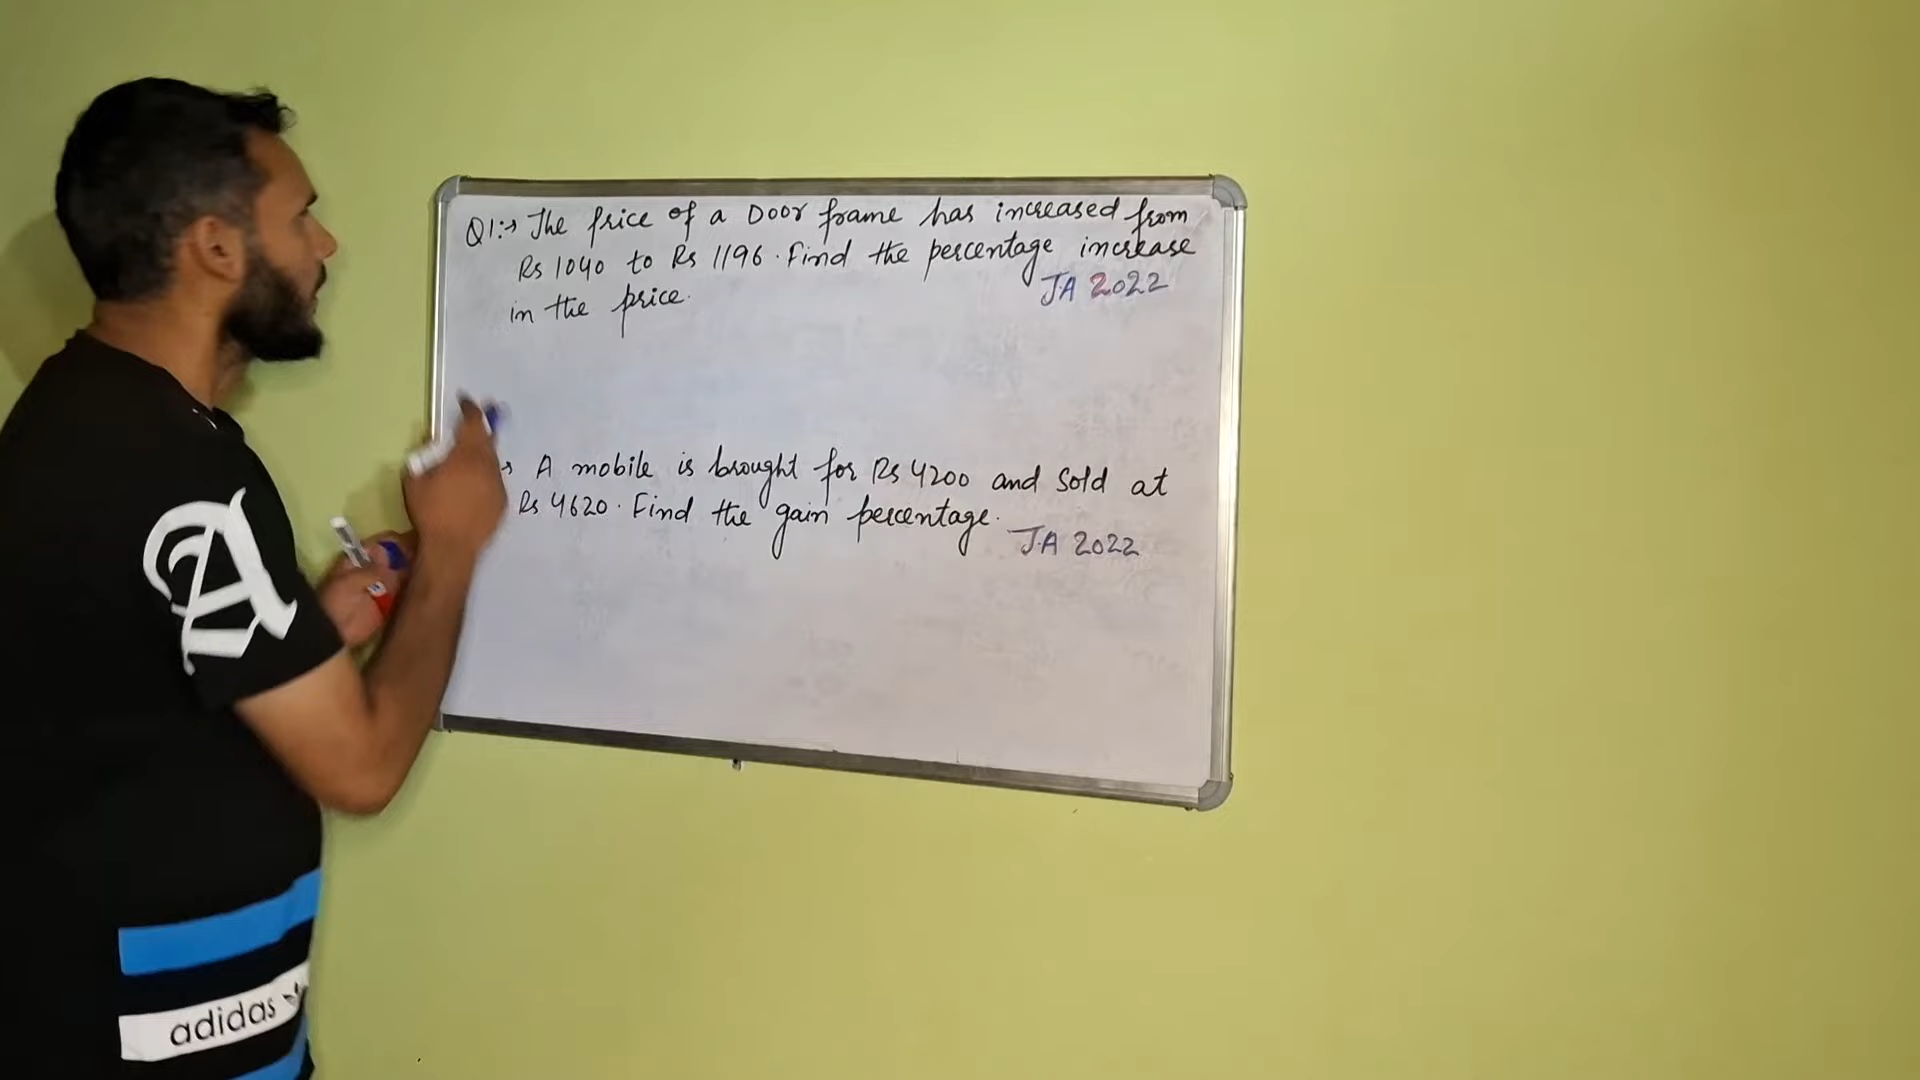 Q1:→ The price of a Door frame has increased from
Rs 1040 to Rs 1196. Find the percentage increase
in the price.
J.A 2022
A mobile is brought for Rs 4200 and Sold at
Rs 4620. Find the gain percentage.
J.A 2022
A
adidas